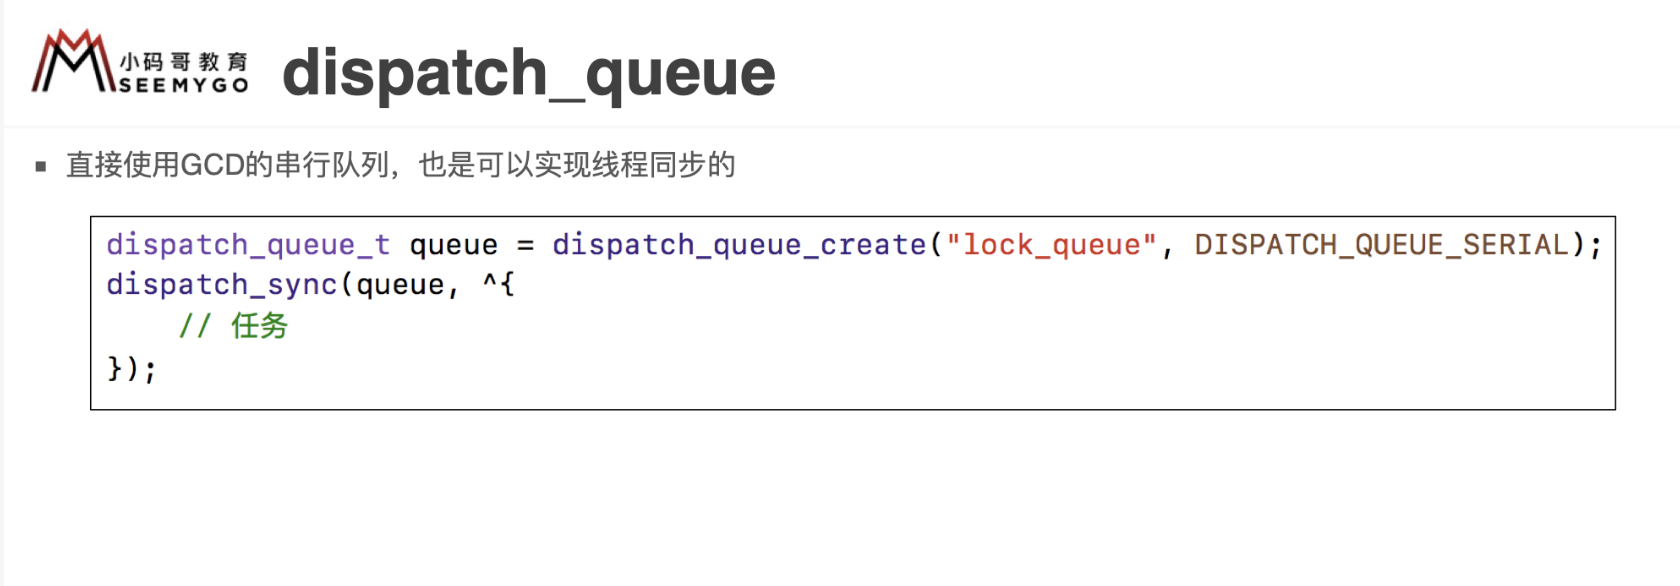 小码哥教育
SEEMYGO
dispatch_queue
▪ 直接使用GCD的串行队列，也是可以实现线程同步的
dispatch_queue_t queue = dispatch_queue_create("lock_queue", DISPATCH_QUEUE_SERIAL);
dispatch_sync(queue, ^{
    // 任务
});